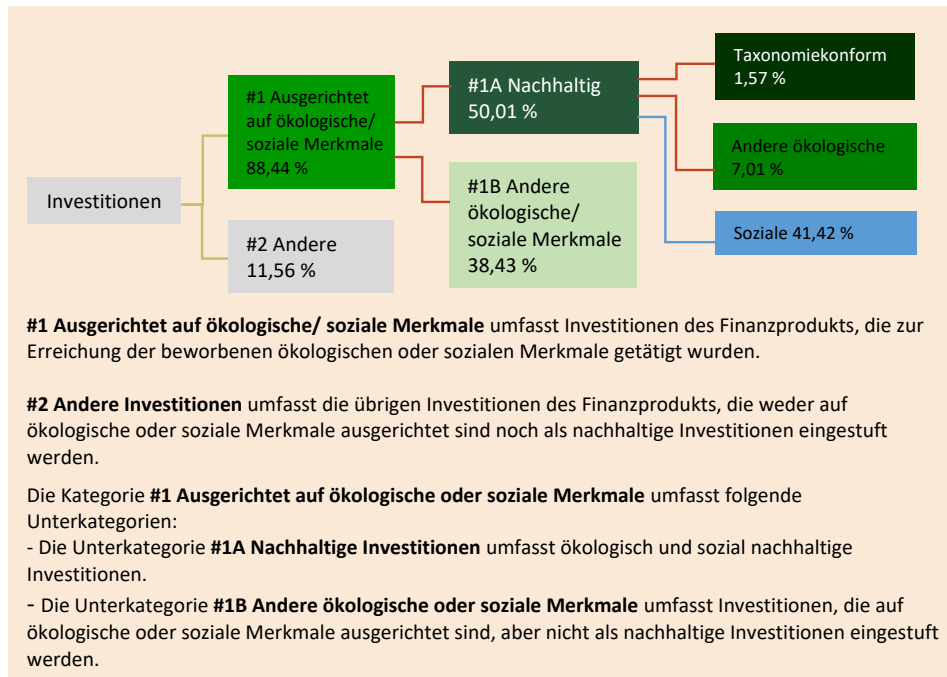 Investitionen
#1 Ausgerichtet
auf ökologische/
soziale Merkmale
88,44 %
#2 Andere
11,56 %
#1A Nachhaltig
50,01 %
#1B Andere
ökologische/
soziale Merkmale
38,43 %
Taxonomiekonform
1,57 %
Andere ökologische
7,01 %
Soziale 41,42 %
#1 Ausgerichtet auf ökologische/ soziale Merkmale umfasst Investitionen des Finanzprodukts, die zur
Erreichung der beworbenen ökologischen oder sozialen Merkmale getätigt wurden.
#2 Andere Investitionen umfasst die übrigen Investitionen des Finanzprodukts, die weder auf
ökologische oder soziale Merkmale ausgerichtet sind noch als nachhaltige Investitionen eingestuft
werden.
Die Kategorie #1 Ausgerichtet auf ökologische oder soziale Merkmale umfasst folgende
Unterkategorien:
- Die Unterkategorie #1A Nachhaltige Investitionen umfasst ökologisch und sozial nachhaltige
Investitionen.
- Die Unterkategorie #1B Andere ökologische oder soziale Merkmale umfasst Investitionen, die auf
ökologische oder soziale Merkmale ausgerichtet sind, aber nicht als nachhaltige Investitionen eingestuft
werden.